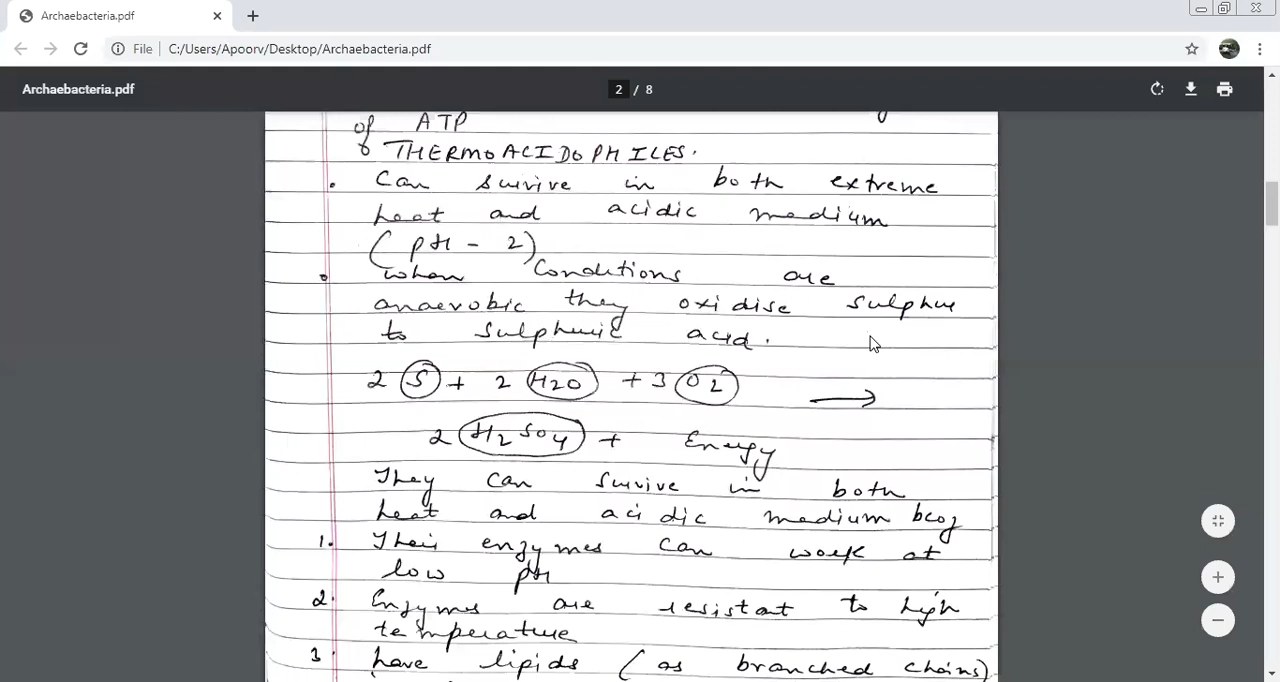 Archaebacteria.pdf
File | C:/Users/Apoorv/Desktop/Archaebacteria.pdf
Archaebacteria.pdf
2 / 8
of ATP
THERMOACIDOPHILES.
Can survive in both extreme
heat and acidic medium
(pH - 2)
when conditions are
anaerobic they oxidise sulphur
to sulphuric acid.
2 S + 2 H2O + 3 O2 →
2 H2SO4 + Energy
They can survive in both
heat and acidic medium bcoz
1. Their enzymes can work at
low pH
2. Enzymes are resistant to high
temperature
3. have lipids (as branched chains)